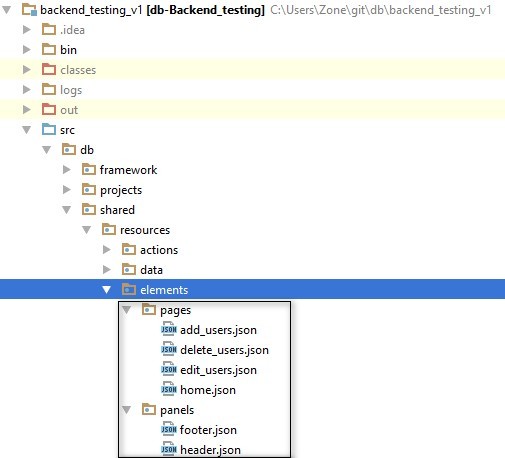 backend_testing_v1 [db-Backend_testing] C:\Users\Zone\git\db\backend_testing_v1
.idea
bin
classes
logs
out
src
db
framework
projects
shared
resources
actions
data
elements
pages
JSON add_users.json
JSON delete_users.json
JSON edit_users.json
JSON home.json
panels
JSON footer.json
JSON header.json